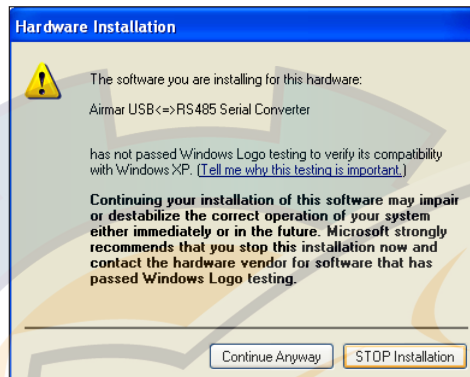 Hardware Installation
The software you are installing for this hardware:
Airmar USB<=>RS485 Serial Converter
has not passed Windows Logo testing to verify its compatibility
with Windows XP. (Tell me why this testing is important.)
Continuing your installation of this software may impair
or destabilize the correct operation of your system
either immediately or in the future. Microsoft strongly
recommends that you stop this installation now and
contact the hardware vendor for software that has
passed Windows Logo testing.
Continue Anyway STOP Installation